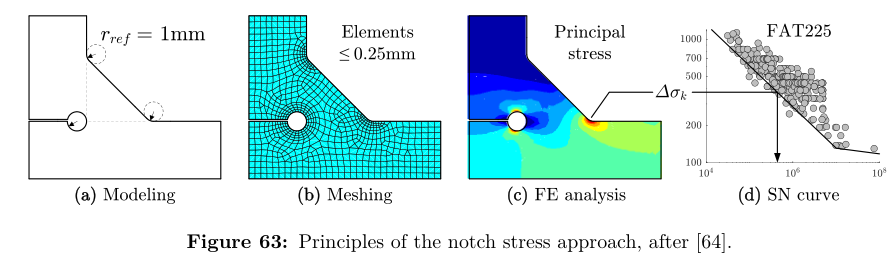 r_ref = 1mm
Elements
≤ 0.25mm
Principal
stress
Δσ_k
FAT225
1000
700
500
200
100
10^4
10^6
10^8
(a) Modeling
(b) Meshing
(c) FE analysis
(d) SN curve
Figure 63: Principles of the notch stress approach, after [64].